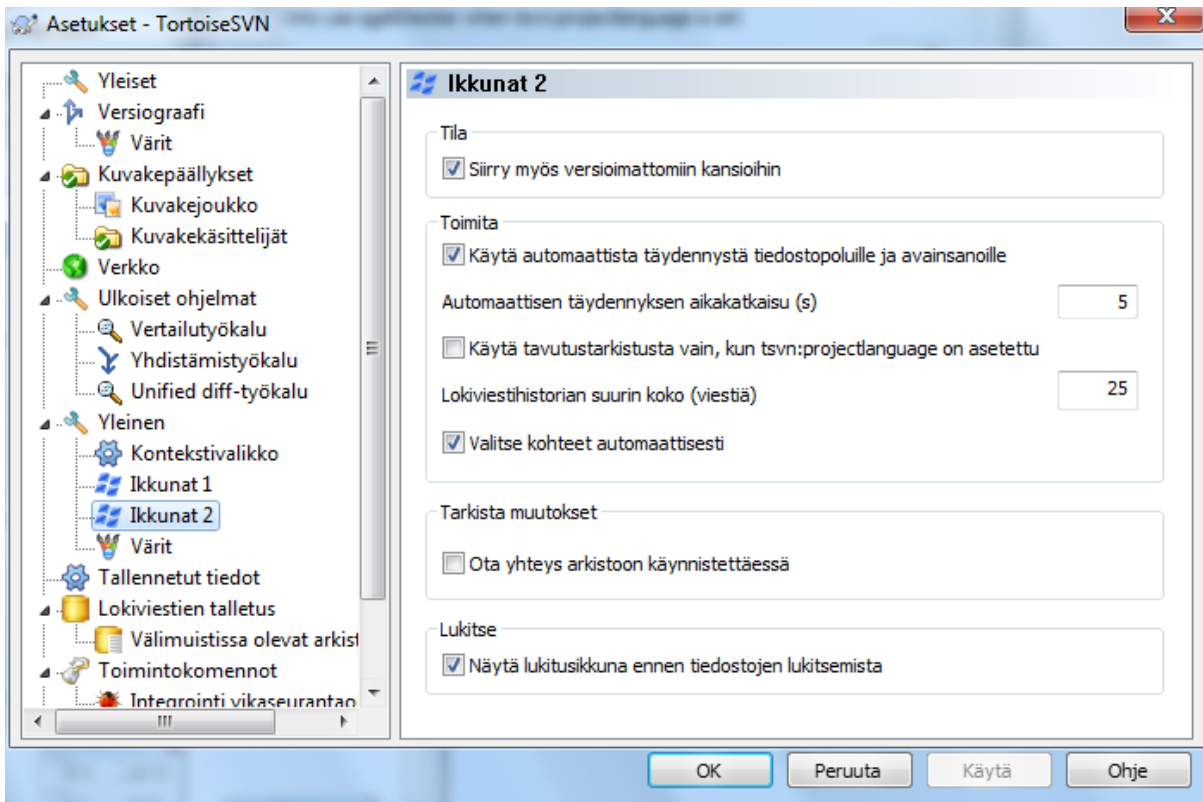 Asetukset - TortoiseSVN
Yleiset
Versiograafi
Värit
Kuvakepäällykset
Kuvakejoukko
Kuvakekäsittelijät
Verkko
Ulkoiset ohjelmat
Vertailutyökalu
Yhdistämistyökalu
Unified diff-työkalu
Yleinen
Kontekstivalikko
Ikkunat 1
Ikkunat 2
Värit
Tallennetut tiedot
Lokiviestien talletus
Välimuistissa olevat arkist
Toimintokomennot
Integrointi vikaseurantao
Ikkunat 2
Tila
Siirry myös versioimattomiin kansioihin
Toimita
Käytä automaattista täydennystä tiedostopoluille ja avainsanoille
Automaattisen täydennyksen aikakatkaisu (s) 5
Käytä tavutustarkistusta vain, kun tsvn:projectlanguage on asetettu
Lokiviestihistorian suurin koko (viestiä) 25
Valitse kohteet automaattisesti
Tarkista muutokset
Ota yhteys arkistoon käynnistettäessä
Lukitse
Näytä lukitusikkuna ennen tiedostojen lukitsemista
OK Peruuta Käytä Ohje